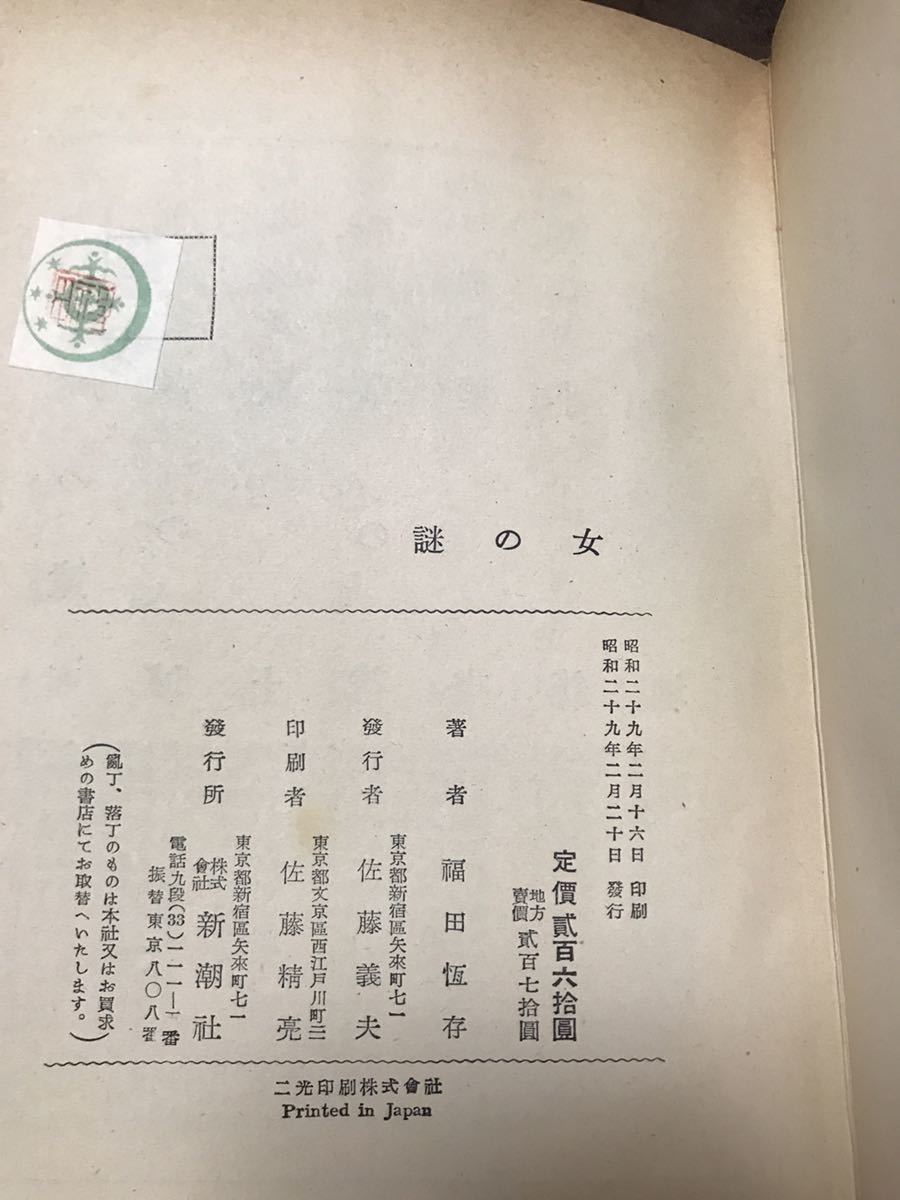 謎の女
昭和二十九年二月十六日 印刷
昭和二十九年二月二十日 發行
定價貳百六拾圓
地方賣價 貳百七拾圓
著者 福田恆存
東京都新宿區矢來町七一
發行者 佐藤義夫
東京都文京區西江戸川町二一
印刷者 佐藤精亮
東京都新宿區矢來町七一
發行所 株式會社 新潮社
電話九段(33)一一一一番
振替東京八〇八番
(亂丁、落丁のものは本社又はお買求
めの書店にてお取替へいたします。)
二光印刷株式會社
Printed in Japan